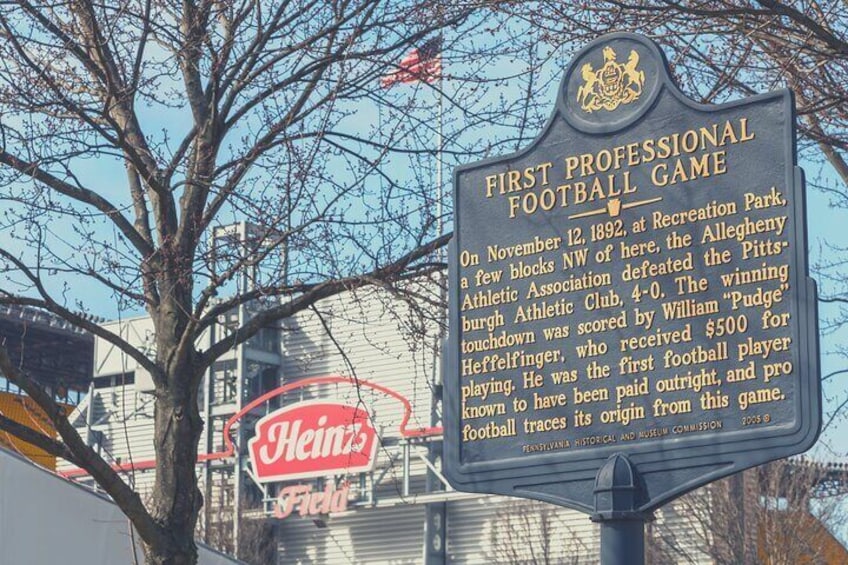 FIRST PROFESSIONAL
FOOTBALL GAME
On November 12, 1892, at Recreation Park,
a few blocks NW of here, the Allegheny
Athletic Association defeated the Pitts-
burgh Athletic Club, 4-0. The winning
touchdown was scored by William "Pudge"
Heffelfinger, who received $500 for
playing. He was the first football player
known to have been paid outright, and pro
football traces its origin from this game.
PENNSYLVANIA HISTORICAL AND MUSEUM COMMISSION 2005 ®
Heinz
Field